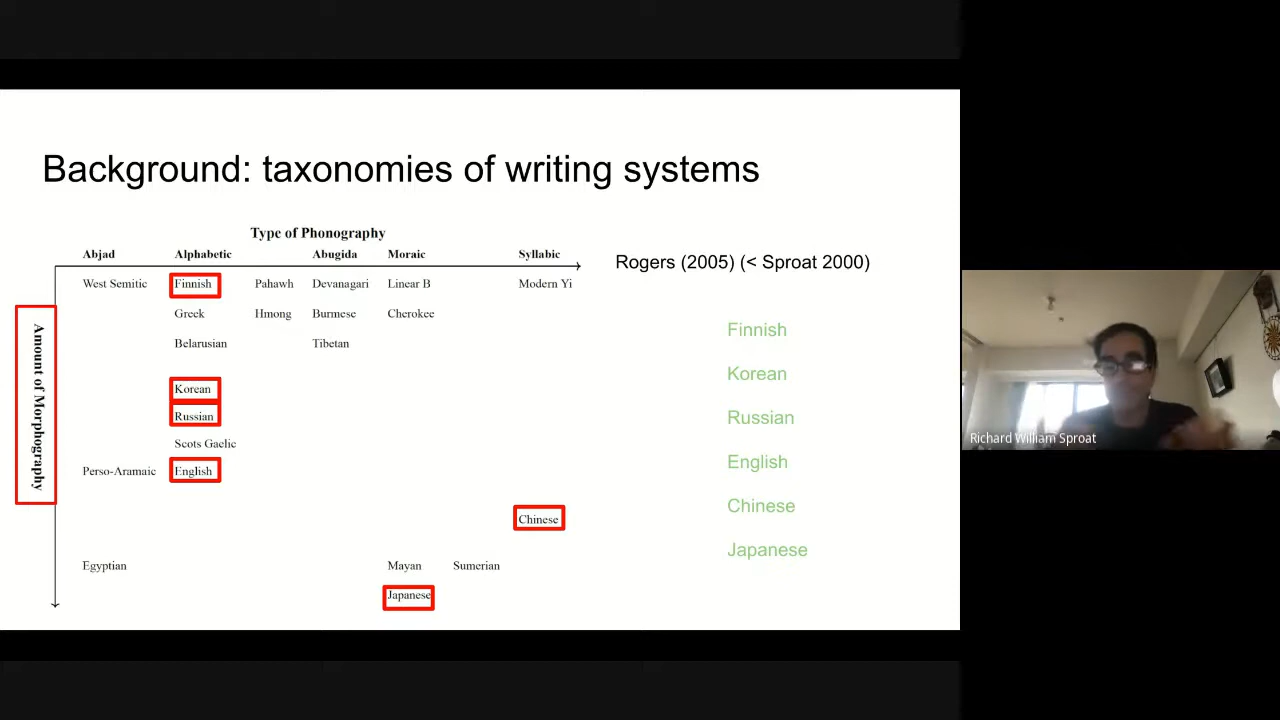 Background: taxonomies of writing systems
Type of Phonography
Abjad Alphabetic Abugida Moraic Syllabic
West Semitic Finnish Pahawh Devanagari Linear B Modern Yi
Greek Hmong Burmese Cherokee
Belarusian Tibetan
Korean
Russian
Scots Gaelic
Perso-Aramaic English
Chinese
Egyptian Mayan Sumerian
Japanese
Amount of Morphography
Rogers (2005) (< Sproat 2000)
Finnish
Korean
Russian
English
Chinese
Japanese
Richard William Sproat